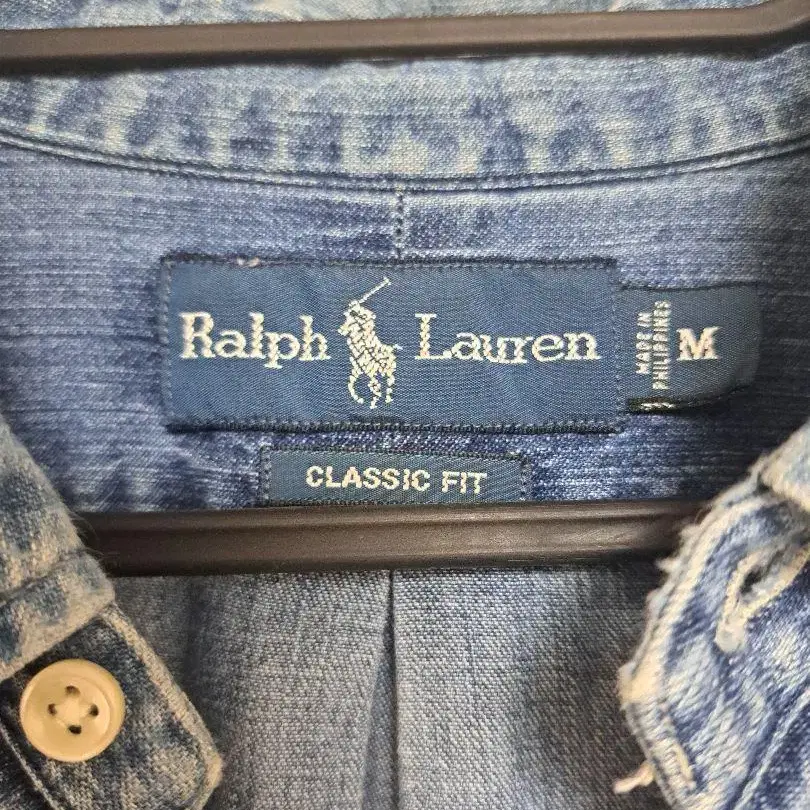 Ralph Lauren
MADE IN
PHILIPPINES
M
CLASSIC FIT